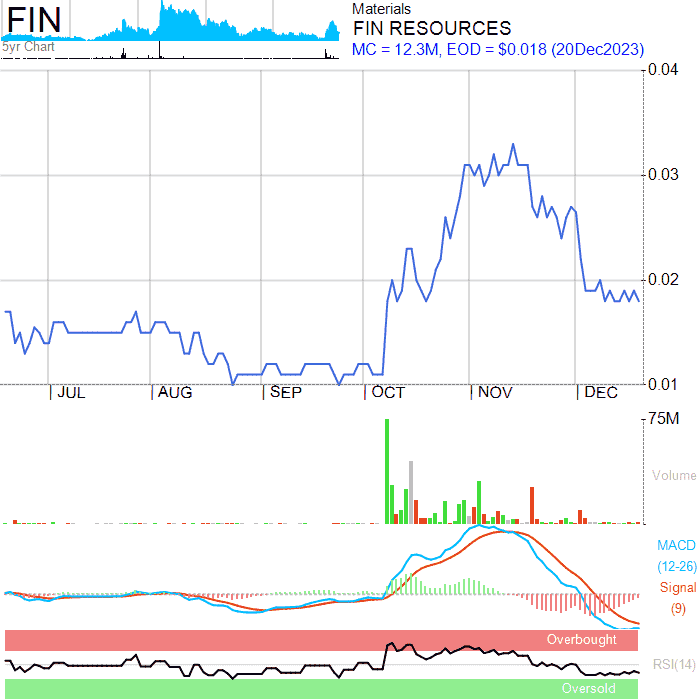 FIN
5yr Chart
Materials
FIN RESOURCES
MC = 12.3M, EOD = $0.018 (20Dec2023)
0.04
0.03
0.02
0.01
JUL AUG SEP OCT NOV DEC
75M
Volume
MACD
(12-26)
Signal
(9)
Overbought
RSI(14)
Oversold